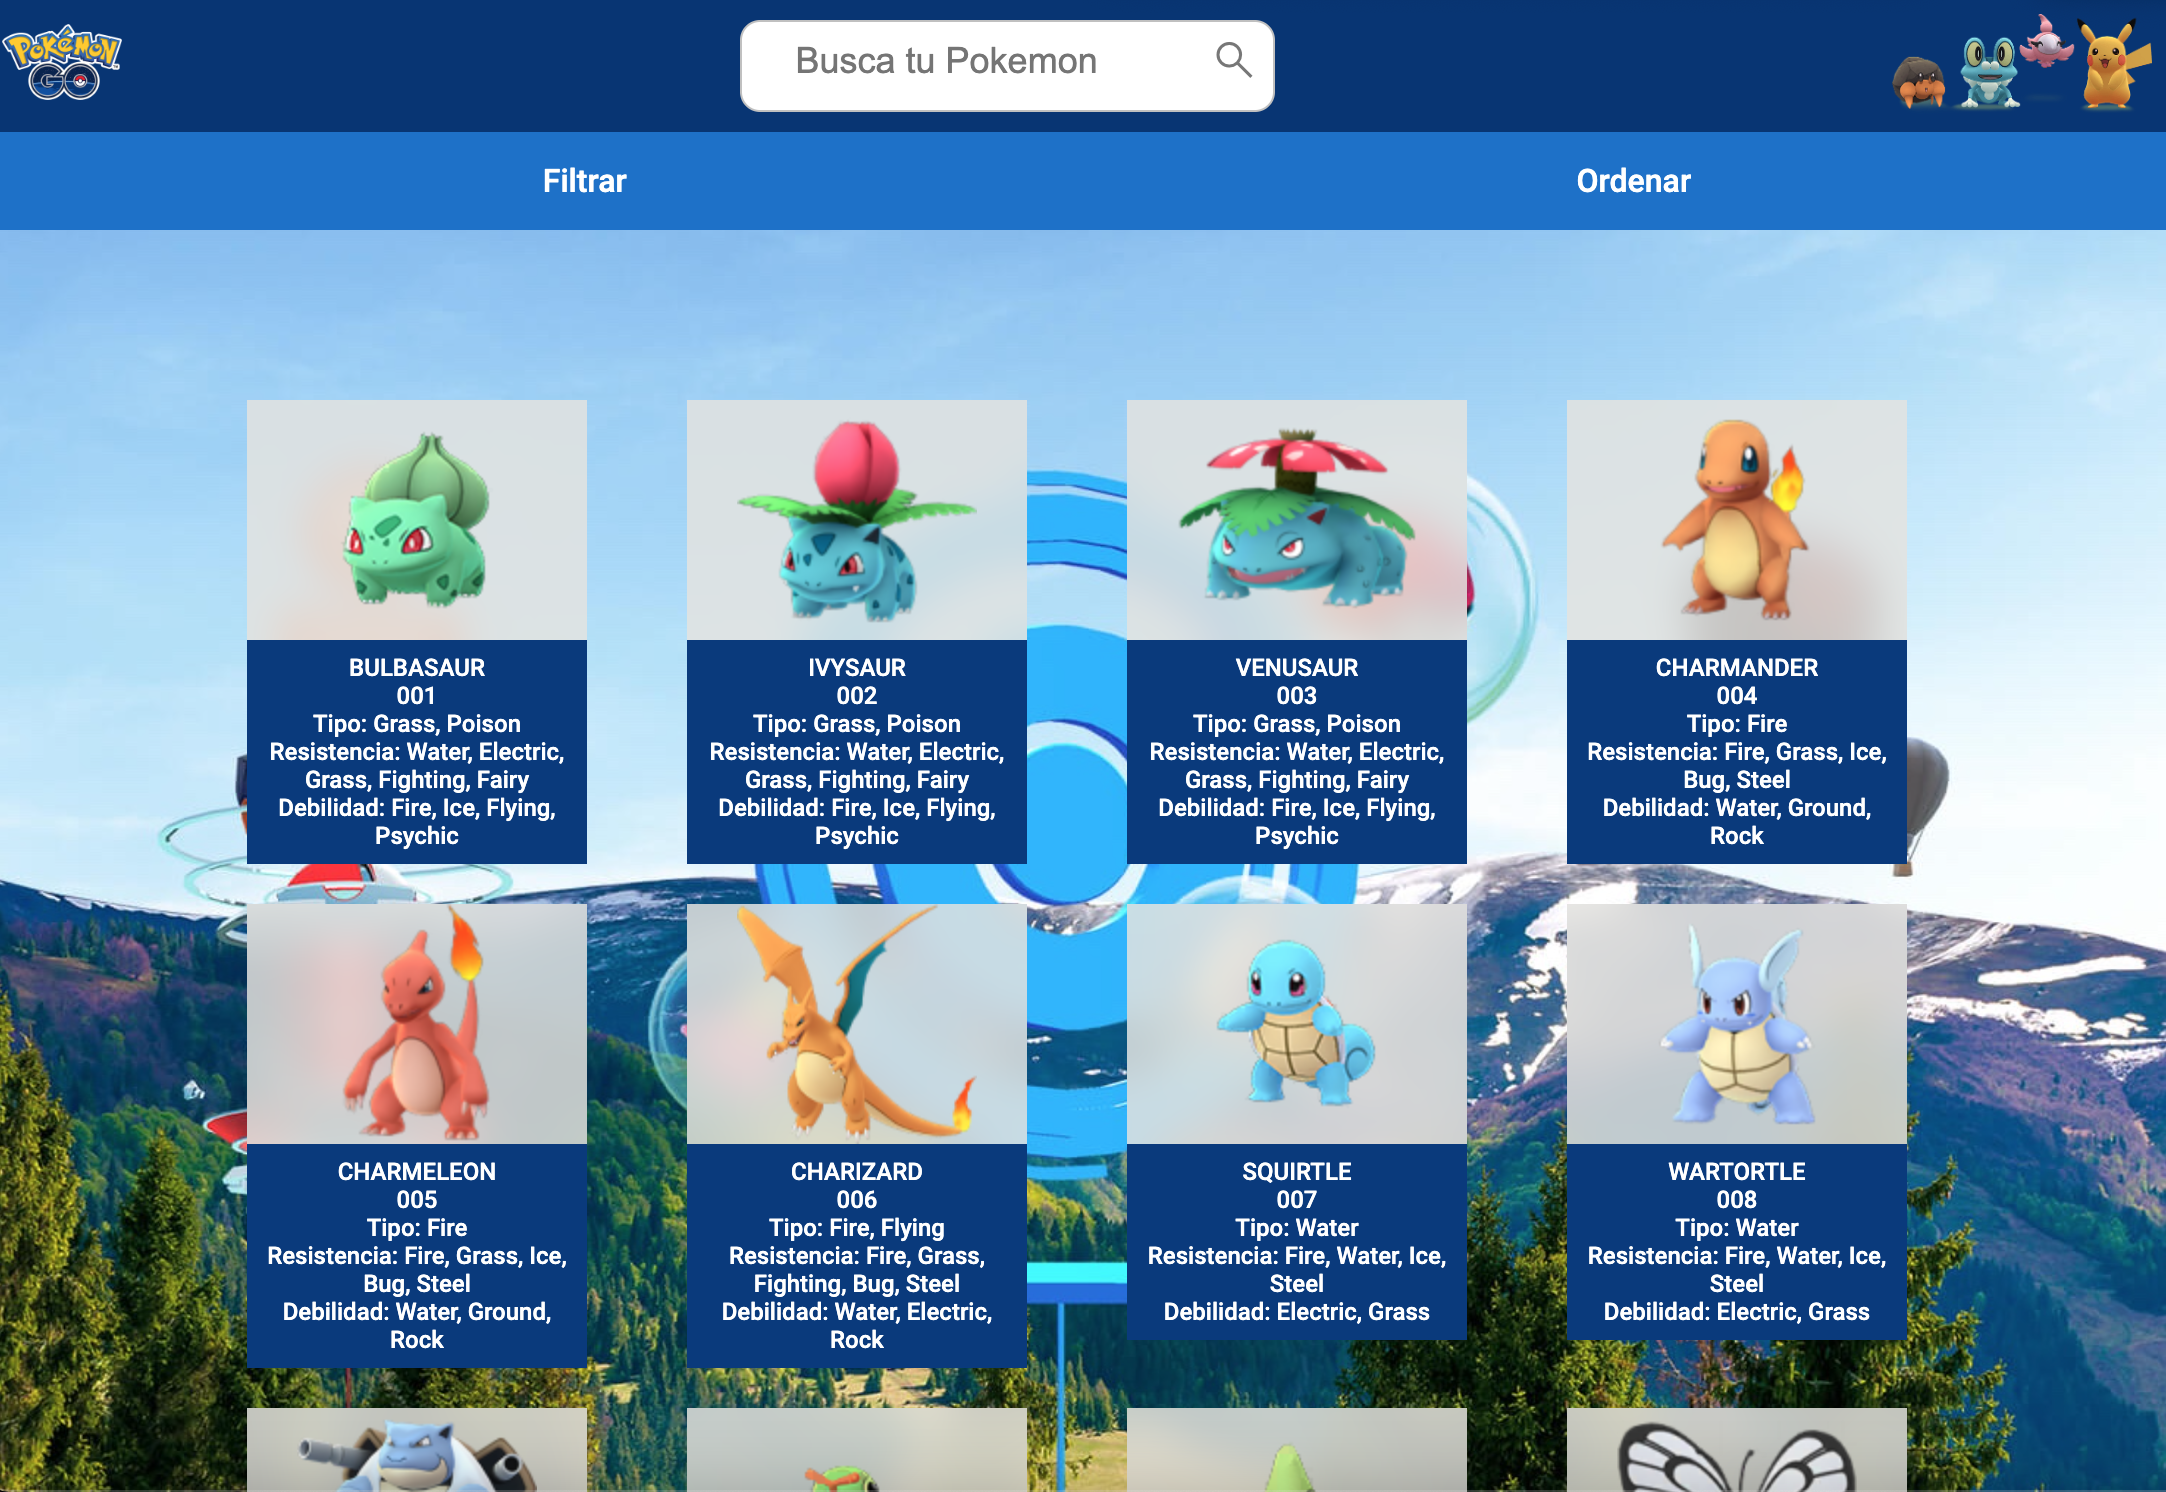 POKÉMON
GO
Busca tu Pokemon
Filtrar
Ordenar
BULBASAUR
001
Tipo: Grass, Poison
Resistencia: Water, Electric,
Grass, Fighting, Fairy
Debilidad: Fire, Ice, Flying,
Psychic
IVYSAUR
002
Tipo: Grass, Poison
Resistencia: Water, Electric,
Grass, Fighting, Fairy
Debilidad: Fire, Ice, Flying,
Psychic
VENUSAUR
003
Tipo: Grass, Poison
Resistencia: Water, Electric,
Grass, Fighting, Fairy
Debilidad: Fire, Ice, Flying,
Psychic
CHARMANDER
004
Tipo: Fire
Resistencia: Fire, Grass, Ice,
Bug, Steel
Debilidad: Water, Ground,
Rock
CHARMELEON
005
Tipo: Fire
Resistencia: Fire, Grass, Ice,
Bug, Steel
Debilidad: Water, Ground,
Rock
CHARIZARD
006
Tipo: Fire, Flying
Resistencia: Fire, Grass,
Fighting, Bug, Steel
Debilidad: Water, Electric,
Rock
SQUIRTLE
007
Tipo: Water
Resistencia: Fire, Water, Ice,
Steel
Debilidad: Electric, Grass
WARTORTLE
008
Tipo: Water
Resistencia: Fire, Water, Ice,
Steel
Debilidad: Electric, Grass